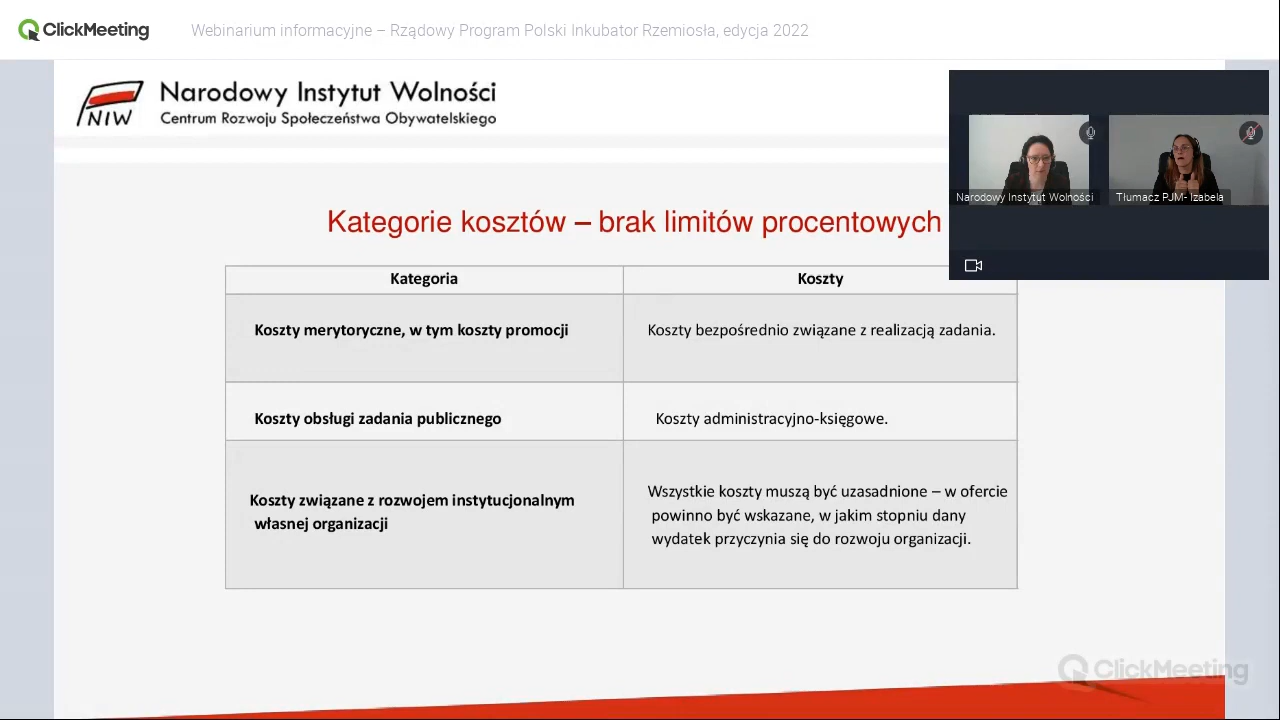 ClickMeeting
Webinarium informacyjne – Rządowy Program Polski Inkubator Rzemiosła, edycja 2022
NIW
Narodowy Instytut Wolności
Centrum Rozwoju Społeczeństwa Obywatelskiego
Narodowy Instytut Wolności
Tłumacz PJM- Izabela
Kategorie kosztów – brak limitów procentowych
Kategoria
Koszty
Koszty merytoryczne, w tym koszty promocji
Koszty bezpośrednio związane z realizacją zadania.
Koszty obsługi zadania publicznego
Koszty administracyjno-księgowe.
Koszty związane z rozwojem instytucjonalnym
własnej organizacji
Wszystkie koszty muszą być uzasadnione – w ofercie
powinno być wskazane, w jakim stopniu dany
wydatek przyczynia się do rozwoju organizacji.
ClickMeeting